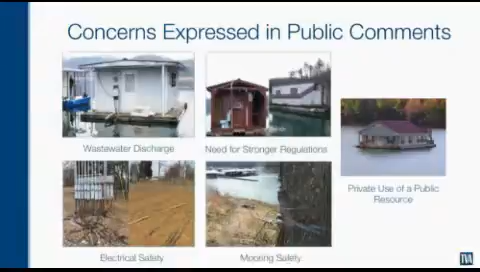 Concerns Expressed in Public Comments
Wastewater Discharge
Need for Stronger Regulations
Private Use of a Public
Resource
Electrical Safety
Mooring Safety
TVA